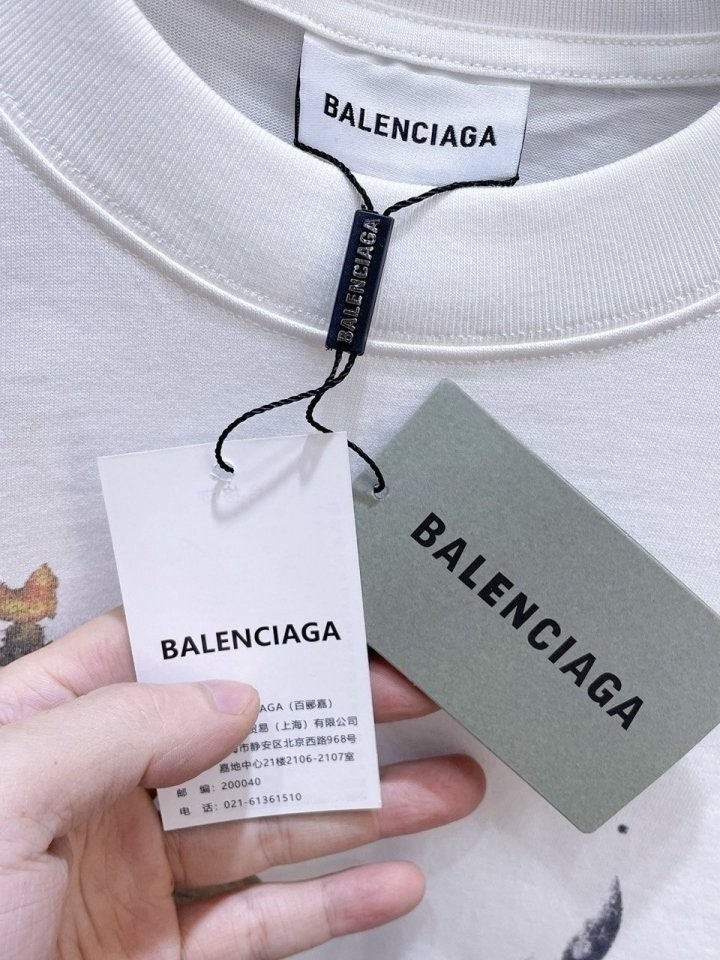 BALENCIAGA
BALENCIAGA
BALENCIAGA
BALENCIAGA
AGA（百郦嘉）
贸易（上海）有限公司
市静安区北京西路968号
嘉地中心21楼2106-2107室
邮 编：200040
电 话：021-61361510